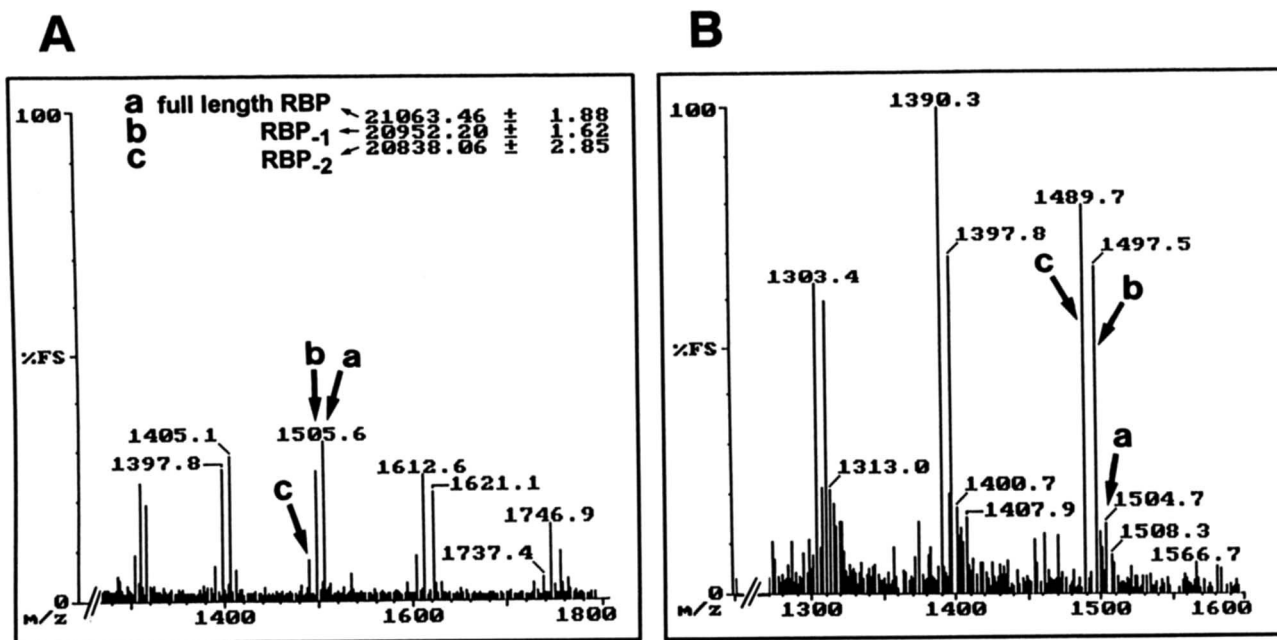 A
a full length RBP 21063.46 ± 1.88
b RBP-1 20952.20 ± 1.62
c RBP-2 20838.06 ± 2.85
100
%FS
b a
1505.6
1405.1
1397.8
c
1612.6
1621.1
1746.9
1737.4
0
m/z 1400 1600 1800
B
100
1390.3
1489.7
1397.8
1497.5
c
b
1303.4
%FS
a
1313.0
1400.7
1407.9
1504.7
1508.3
1566.7
0
m/z 1300 1400 1500 1600